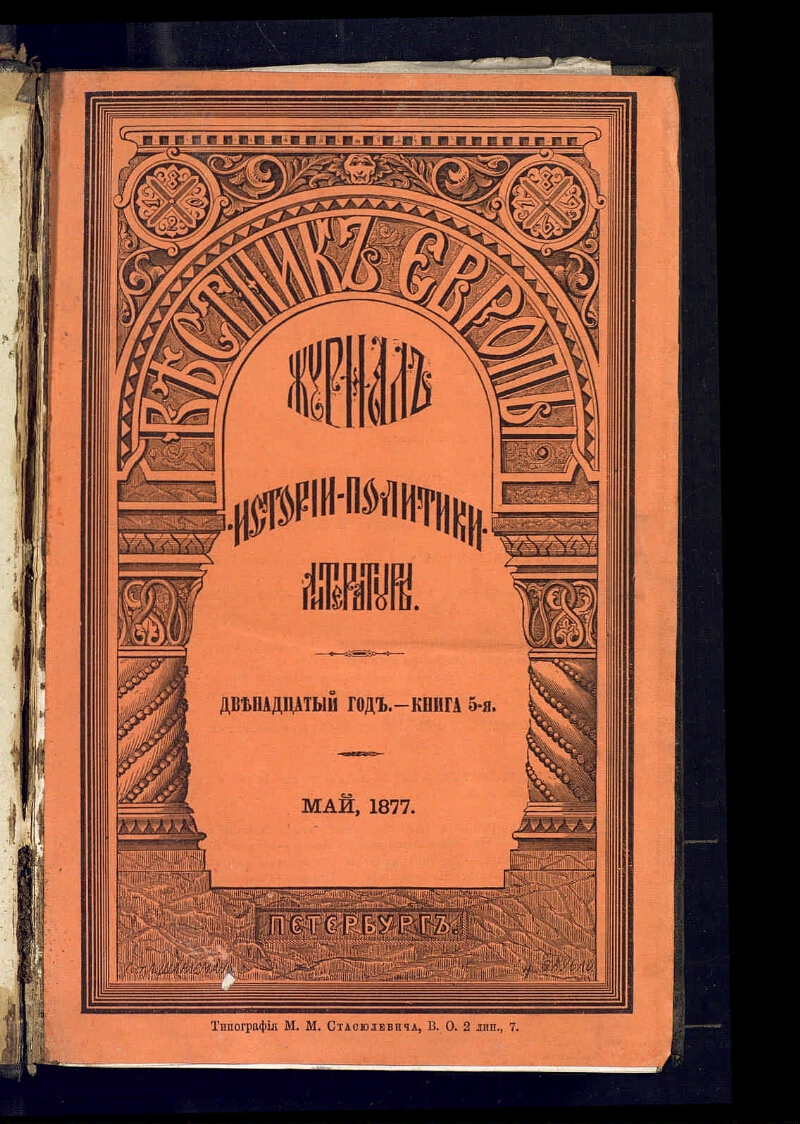 ВѢСТНИКЪ ЕВРОПЫ
ЖУРНАЛЪ
·ИСТОРІИ-ПОЛИТИКИ·
ЛИТЕРАТУРЫ.
ДВѢНАДЦАТЫЙ ГОДЪ.—КНИГА 5-я.
МАЙ, 1877.
ПЕТЕРБУРГЪ.
Типографія М. М. Стасюлевича, В. О. 2 лин., 7.